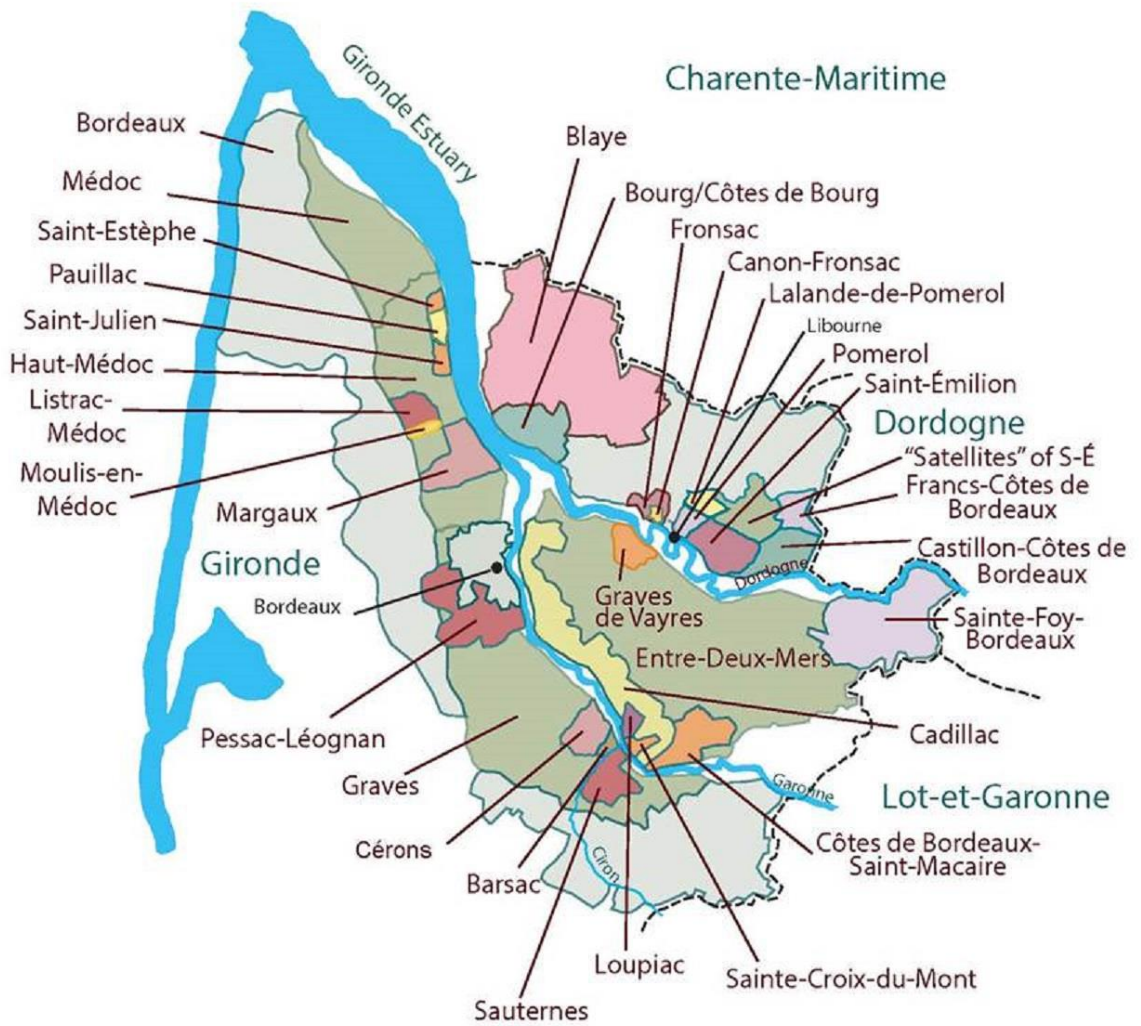 Gironde Estuary
Charente-Maritime
Bordeaux
Médoc
Saint-Estèphe
Pauillac
Saint-Julien
Haut-Médoc
Listrac-
Médoc
Moulis-en-
Médoc
Margaux
Gironde
Bordeaux
Pessac-Léognan
Graves
Cérons
Barsac
Sauternes
Blaye
Bourg/Côtes de Bourg
Fronsac
Canon-Fronsac
Lalande-de-Pomerol
Libourne
Pomerol
Saint-Émilion
Dordogne
"Satellites" of S-É
Francs-Côtes de
Bordeaux
Castillon-Côtes de
Bordeaux
Dordogne
Graves
de Vayres
Sainte-Foy-
Bordeaux
Entre-Deux-Mers
Cadillac
Garonne
Lot-et-Garonne
Côtes de Bordeaux-
Saint-Macaire
Ciron
Loupiac
Sainte-Croix-du-Mont